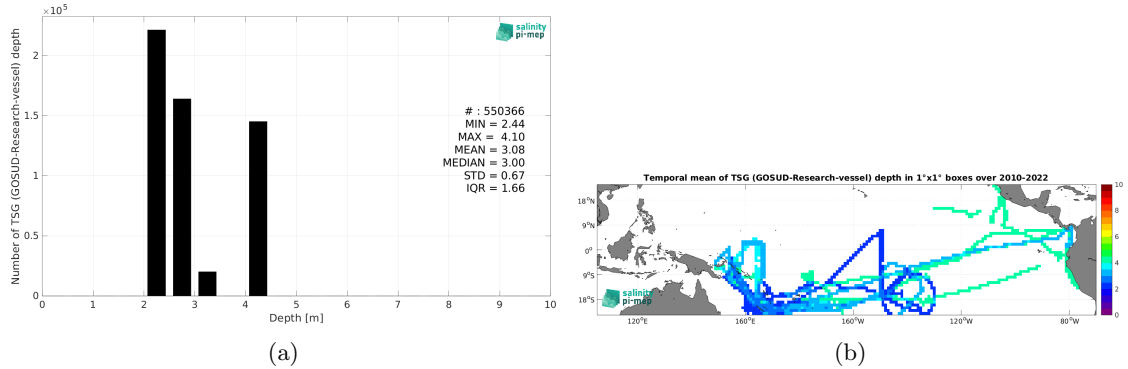 ×10⁵
2
1.5
1
0.5
0
Number of TSG (GOSUD-Research-vessel) depth
salinity
pi-mep
# : 550366
MIN = 2.44
MAX = 4.10
MEAN = 3.08
MEDIAN = 3.00
STD = 0.67
IQR = 1.66
0 1 2 3 4 5 6 7 8 9 10
Depth [m]
(a)
Temporal mean of TSG (GOSUD-Research-vessel) depth in 1°x1° boxes over 2010-2022
18°N
9°N
0°
9°S
18°S
salinity
pi-mep
120°E 160°E 160°W 120°W 80°W
10
8
6
4
2
0
(b)